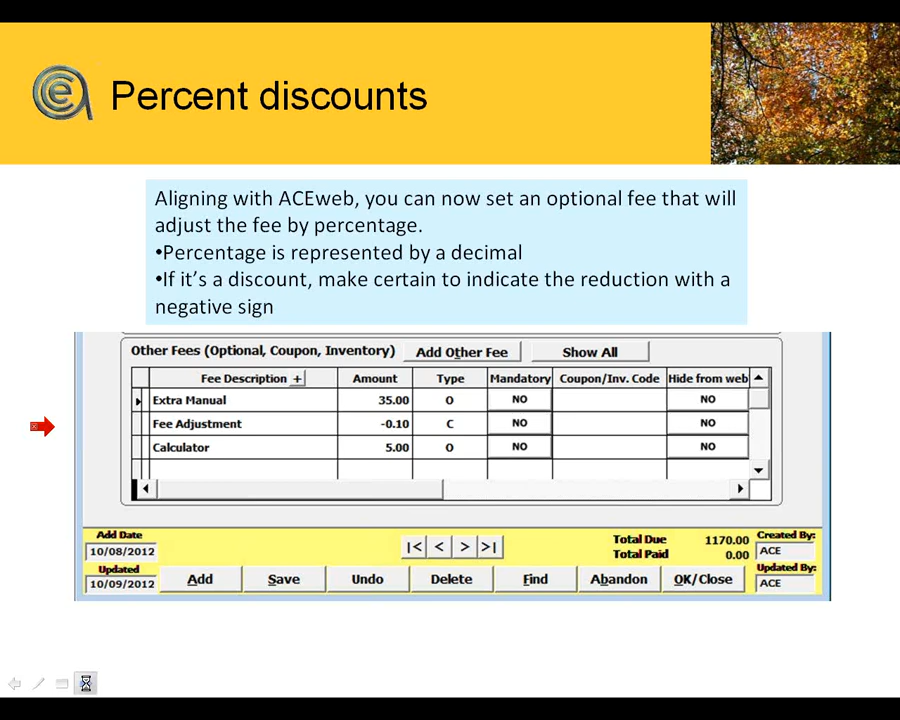 Percent discounts
Aligning with ACEweb, you can now set an optional fee that will
adjust the fee by percentage.
•Percentage is represented by a decimal
•If it's a discount, make certain to indicate the reduction with a
negative sign
Other Fees (Optional, Coupon, Inventory) Add Other Fee Show All
Fee Description + Amount Type Mandatory Coupon/Inv. Code Hide from web
Extra Manual 35.00 O NO NO
Fee Adjustment -0.10 C NO NO
Calculator 5.00 O NO NO
Add Date
10/08/2012
Updated
10/09/2012
|< < > >|
Total Due 1170.00
Total Paid 0.00
Created By:
ACE
Updated By:
ACE
Add Save Undo Delete Find Abandon OK/Close